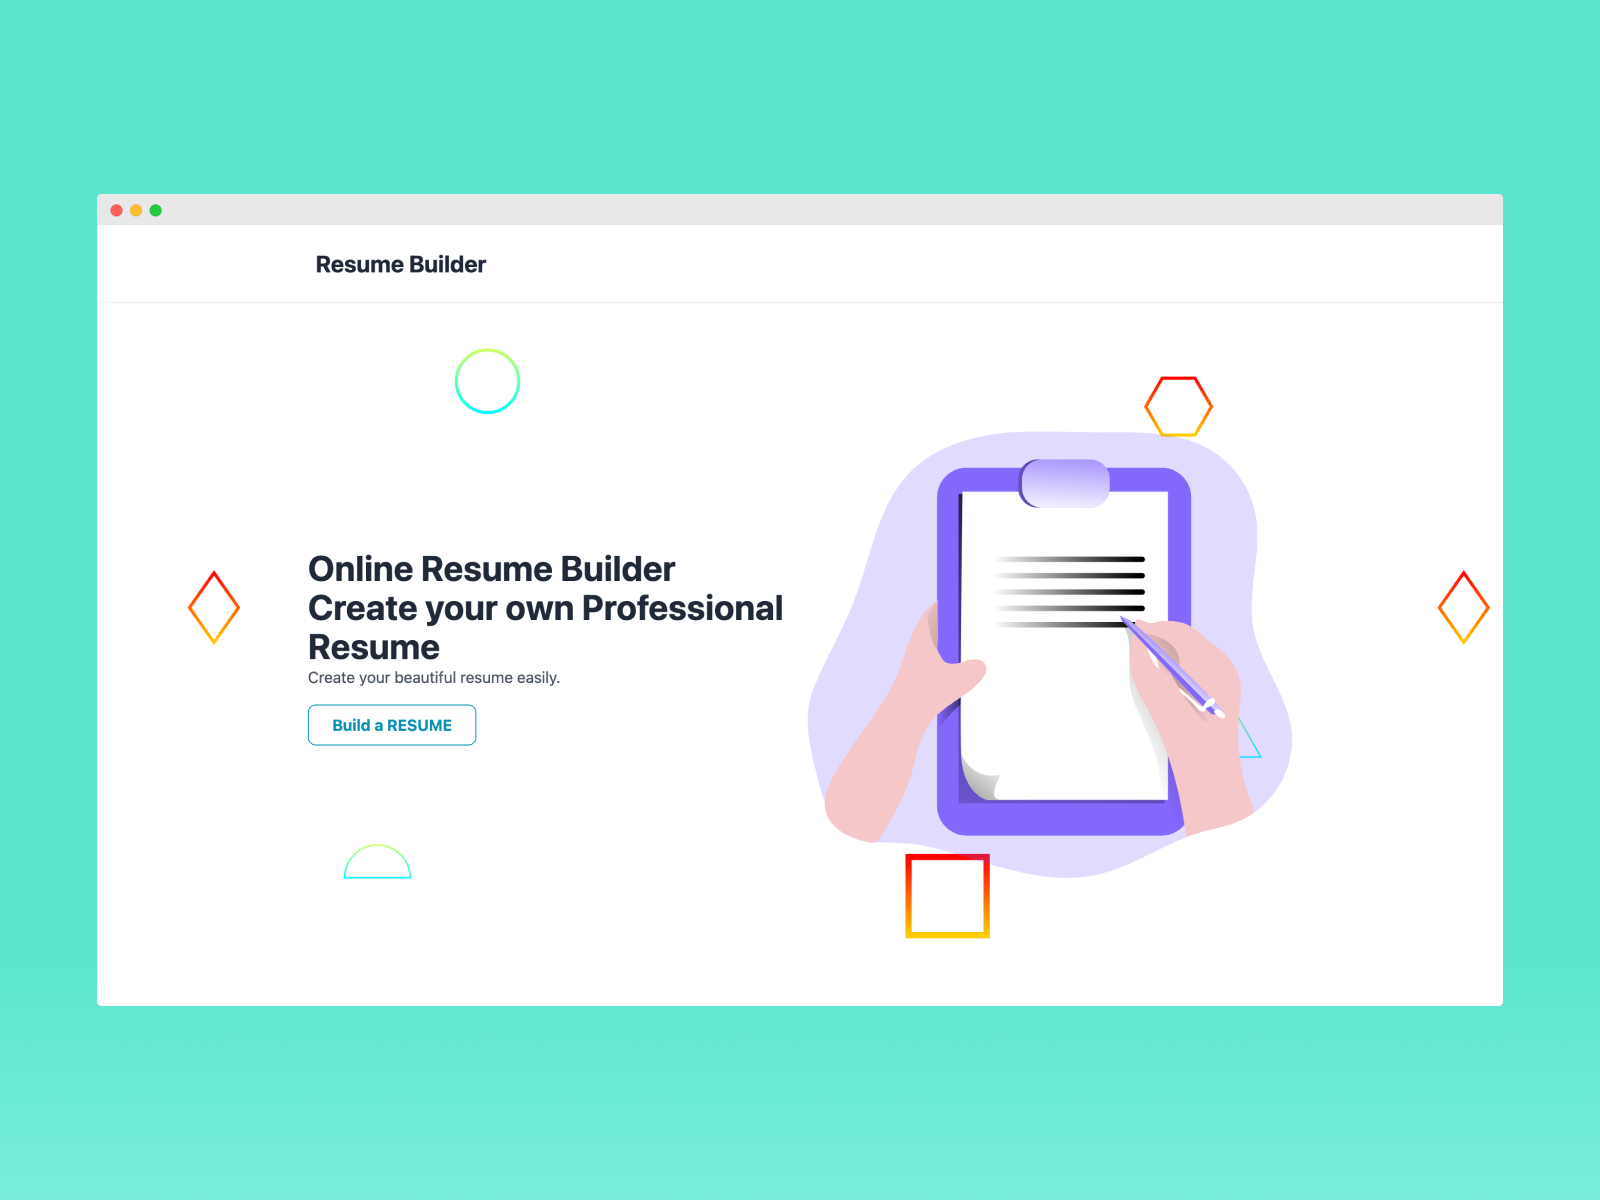 Resume Builder
Online Resume Builder
Create your own Professional
Resume
Create your beautiful resume easily.
Build a RESUME